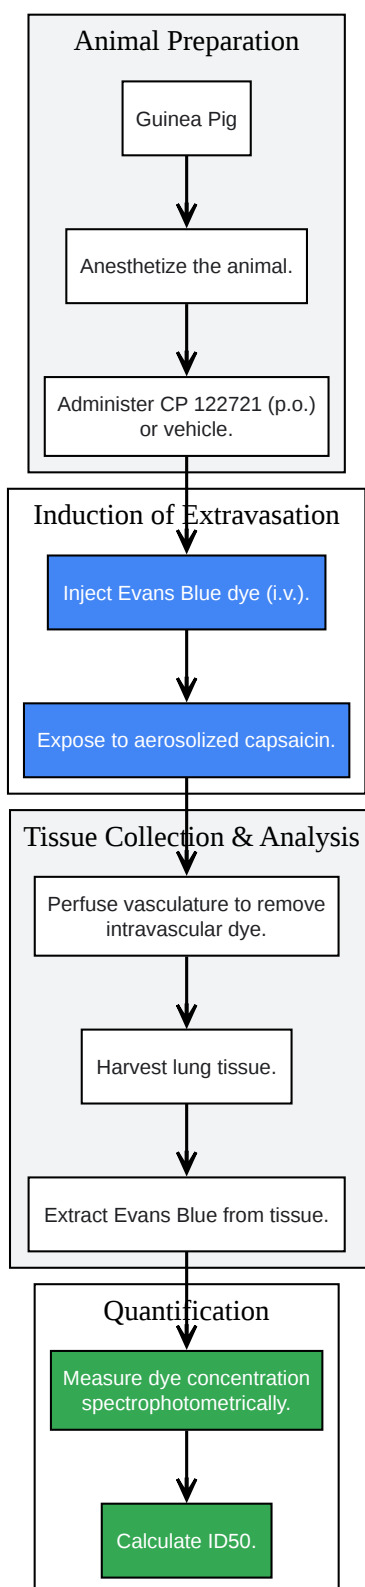 Animal Preparation
Guinea Pig
Anesthetize the animal.
Administer CP 122721 (p.o.)
or vehicle.
Induction of Extravasation
Inject Evans Blue dye (i.v.).
Expose to aerosolized capsaicin.
Tissue Collection & Analysis
Perfuse vasculature to remove
intravascular dye.
Harvest lung tissue.
Extract Evans Blue from tissue.
Quantification
Measure dye concentration
spectrophotometrically.
Calculate ID50.